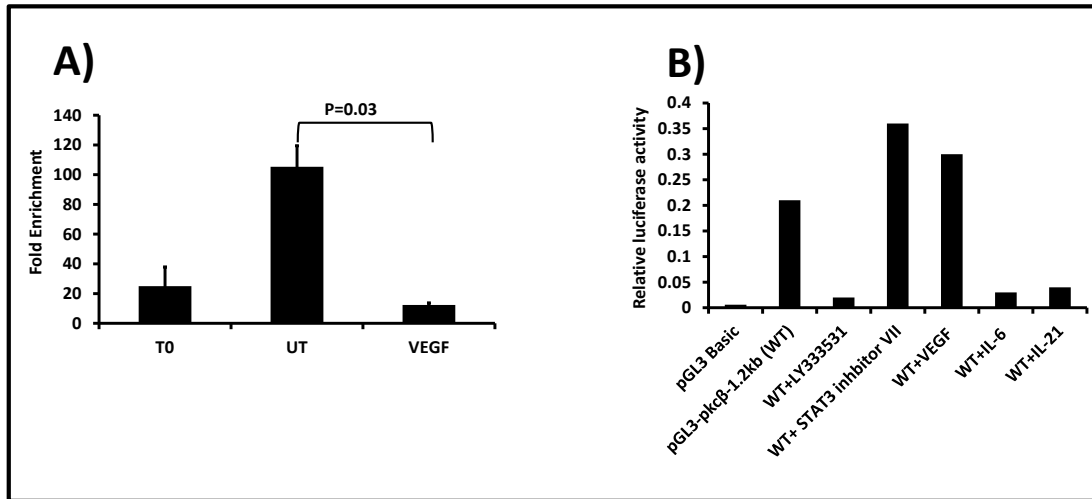 A)
P=0.03
Fold Enrichment
140
120
100
80
60
40
20
0
T0 UT VEGF
B)
Relative luciferase activity
0.4
0.35
0.3
0.25
0.2
0.15
0.1
0.05
0
pGL3 Basic
pGL3-pkcβ-1.2kb (WT)
WT+LY333531
WT+ STAT3 inhbitor VII
WT+VEGF
WT+IL-6
WT+IL-21